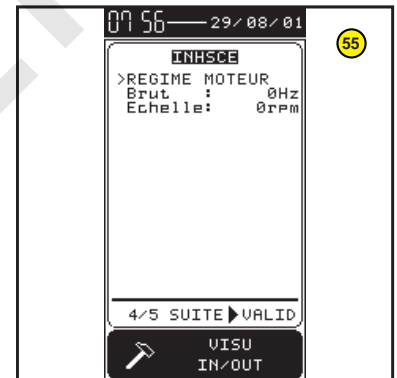 07 56 29/08/01
55
INHSCE
>REGIME MOTEUR
Brut : 0Hz
Echelle: 0rpm
4/5 SUITE▶VALID
VISU
IN/OUT